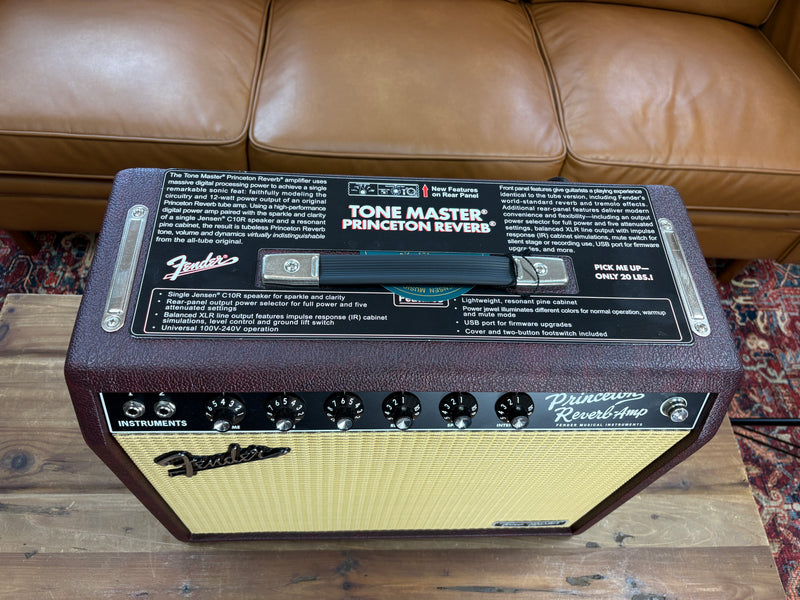 The Tone Master® Princeton Reverb® amplifier uses
massive digital processing power to achieve a single
remarkable sonic feat: faithfully modeling the
circuitry and 12-watt power output of an original
Princeton Reverb tube amp. Using a high-performance
digital power amp paired with the sparkle and clarity
of a single Jensen® C10R speaker and a resonant
pine cabinet, the result is tubeless Princeton Reverb
tone, volume and dynamics virtually indistinguishable
from the all-tube original.
New Features
on Rear Panel
TONE MASTER®
PRINCETON REVERB®
Front panel features give guitarists a playing experience
identical to the tube version, including Fender's
world-standard reverb and tremolo effects
Additional rear-panel features deliver modern
convenience and flexibility—including an output
power selector for full power and five attenuated
settings, balanced XLR line output with impulse
response (IR) cabinet simulations, mute switch for
silent stage or recording use, USB port for firmware
upgrades, and more.
PICK ME UP—
ONLY 20 LBS.!
Fender
• Single Jensen® C10R speaker for sparkle and clarity
• Rear-panel output power selector for full power and five
attenuated settings
• Balanced XLR line output features impulse response (IR) cabinet
simulations, level control and ground lift switch
• Universal 100V-240V operation
• Lightweight, resonant pine cabinet
• Power jewel illuminates different colors for normal operation, warmup
and mute mode
• USB port for firmware upgrades
• Cover and two-button footswitch included
INSTRUMENTS
Princeton
Reverb-Amp
FENDER MUSICAL INSTRUMENTS
Fender